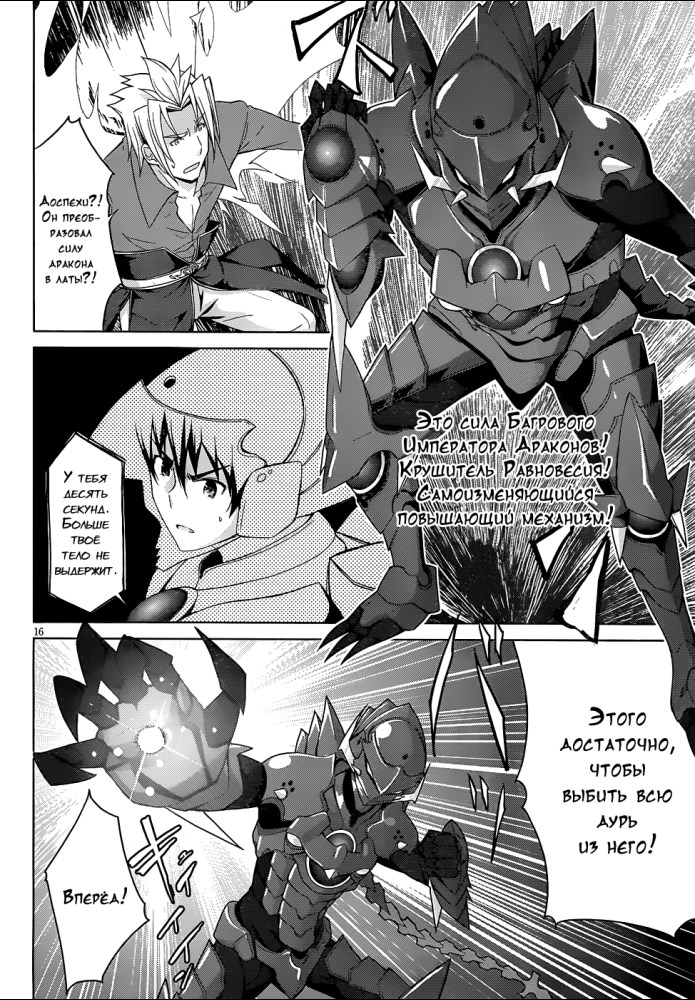 Доспехи?!
Он преоб-
разовал
силу
дракона
в латы?!
Это сила Багрового
Императора Драконов!
Крушитель Равновесия!
Самоизменяющийся
повышающий механизм!
У тебя
десять
секунд.
Больше
твоё
тело не
выдержит.
16
Этого
достаточно,
чтобы
выбить всю
дурь
из него!
Вперёд!